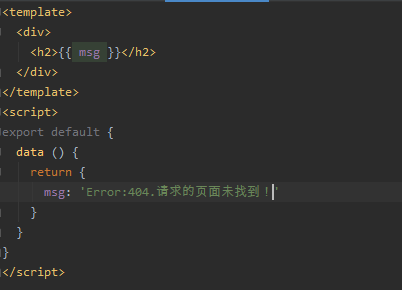 <template>
  <div>
    <h2>{{ msg }}</h2>
  </div>
</template>
<script>
export default {
  data () {
    return {
      msg: 'Error:404.请求的页面未找到！'
    }
  }
}
</script>